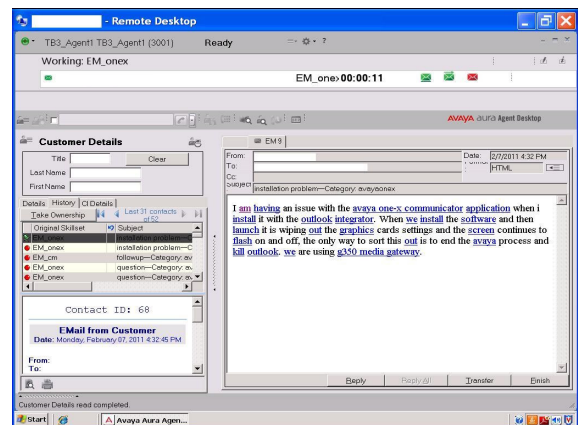 - Remote Desktop
TB3_Agent1 TB3_Agent1 (3001) Ready ?
Working: EM_onex
EM_one> 00:00:11
AVAYA aura Agent Desktop
Customer Details
Title Clear
Last Name
First Name
Details History CI Details
Take Ownership Last 31 contacts of 52
Original Skillset Subject
EM_onex installation problem---C
EM_onex installation problem---C
EM_cm followup---Category: av
EM_onex question---Category: av
EM_onex question---Category: av
Contact ID: 68
EMail from Customer
Date: Monday, February 07, 2011 4:32:45 PM
From:
To:
Customer Details read completed.
EM 9
From: Date: 2/7/2011 4:32 PM
To: HTML
Cc:
Subject installation problem---Category: avayaonex
I am having an issue with the avaya one-x communicator application when i
install it with the outlook integrator. When we install the software and then
launch it is wiping out the graphics cards settings and the screen continues to
flash on and off, the only way to sort this out is to end the avaya process and
kill outlook. we are using g350 media gateway.
Reply Reply All Transfer Finish
Start Avaya Aura Agen...